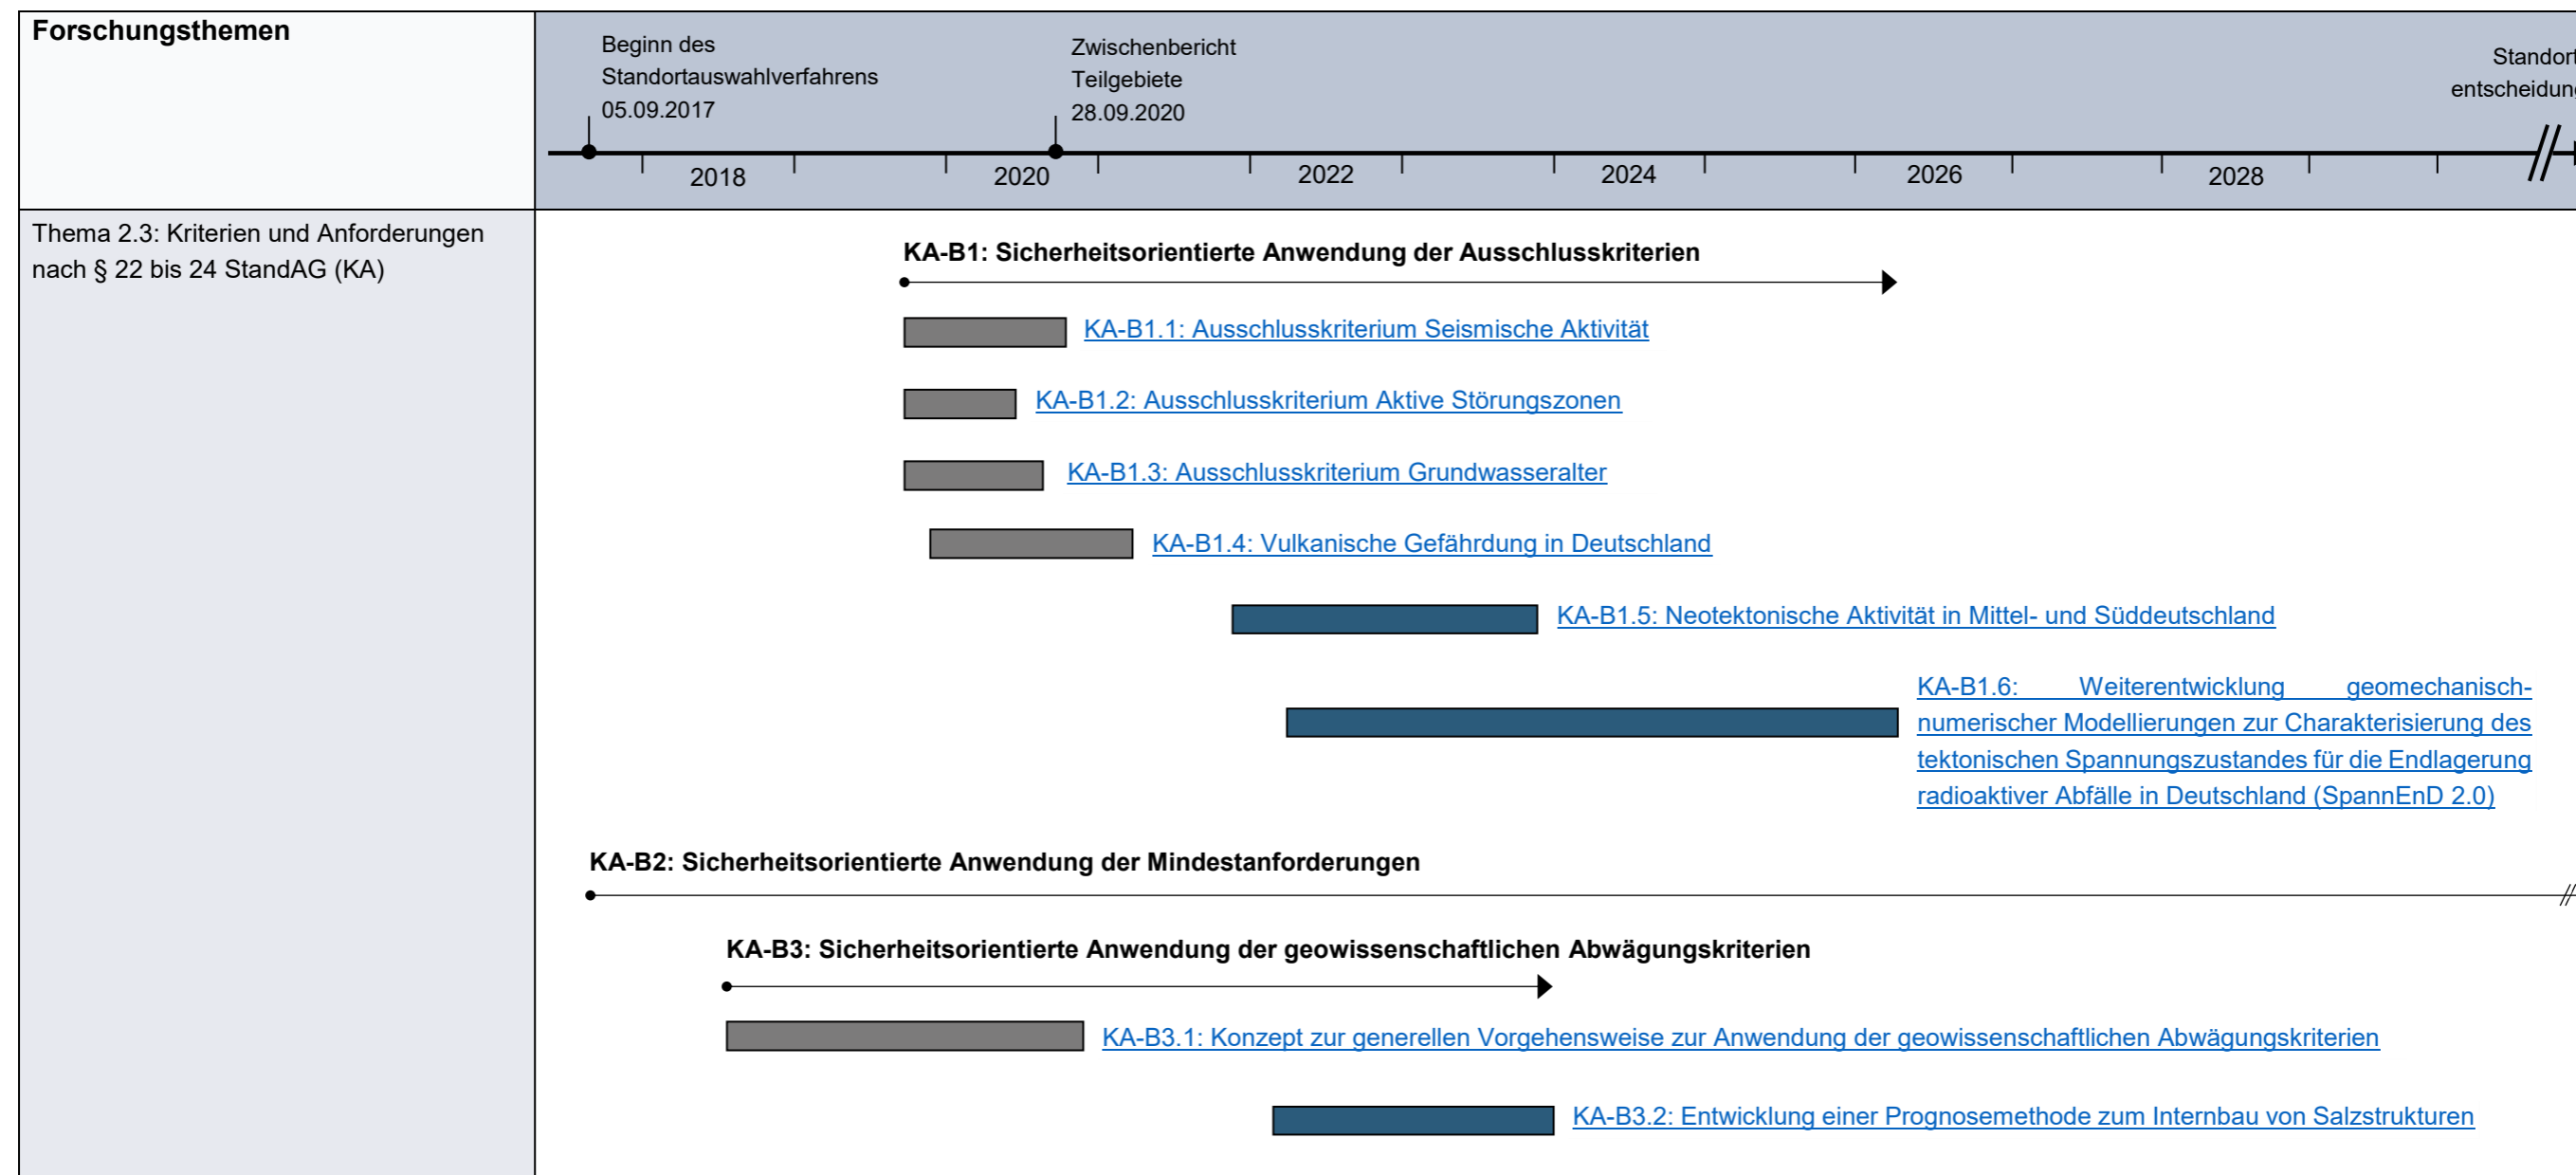 Forschungsthemen
Beginn des
Standortauswahlverfahrens
05.09.2017
Zwischenbericht
Teilgebiete
28.09.2020
Standort
entscheidung
2018
2020
2022
2024
2026
2028
Thema 2.3: Kriterien und Anforderungen
nach § 22 bis 24 StandAG (KA)
KA-B1: Sicherheitsorientierte Anwendung der Ausschlusskriterien
KA-B1.1: Ausschlusskriterium Seismische Aktivität
KA-B1.2: Ausschlusskriterium Aktive Störungszonen
KA-B1.3: Ausschlusskriterium Grundwasseralter
KA-B1.4: Vulkanische Gefährdung in Deutschland
KA-B1.5: Neotektonische Aktivität in Mittel- und Süddeutschland
KA-B1.6: Weiterentwicklung geomechanisch-
numerischer Modellierungen zur Charakterisierung des
tektonischen Spannungszustandes für die Endlagerung
radioaktiver Abfälle in Deutschland (SpannEnD 2.0)
KA-B2: Sicherheitsorientierte Anwendung der Mindestanforderungen
KA-B3: Sicherheitsorientierte Anwendung der geowissenschaftlichen Abwägungskriterien
KA-B3.1: Konzept zur generellen Vorgehensweise zur Anwendung der geowissenschaftlichen Abwägungskriterien
KA-B3.2: Entwicklung einer Prognosemethode zum Internbau von Salzstrukturen